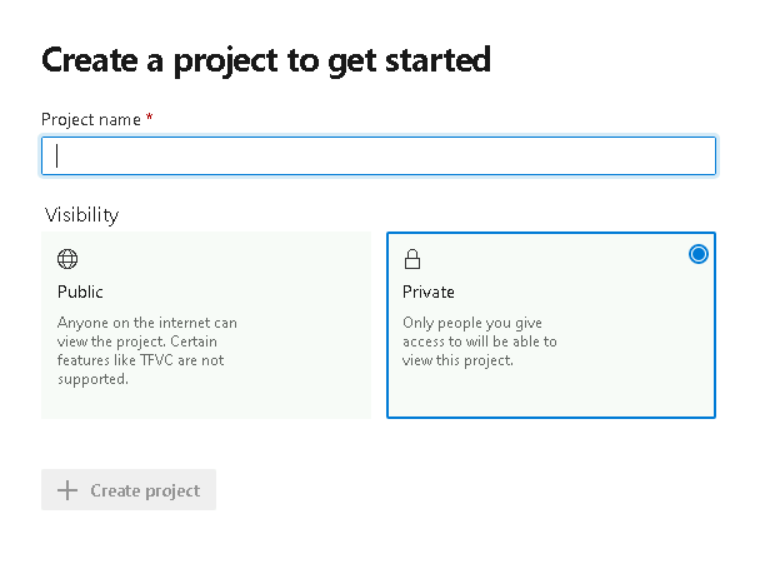 Create a project to get started
Project name *
Visibility
Public
Anyone on the internet can
view the project. Certain
features like TFVC are not
supported.
Private
Only people you give
access to will be able to
view this project.
Create project